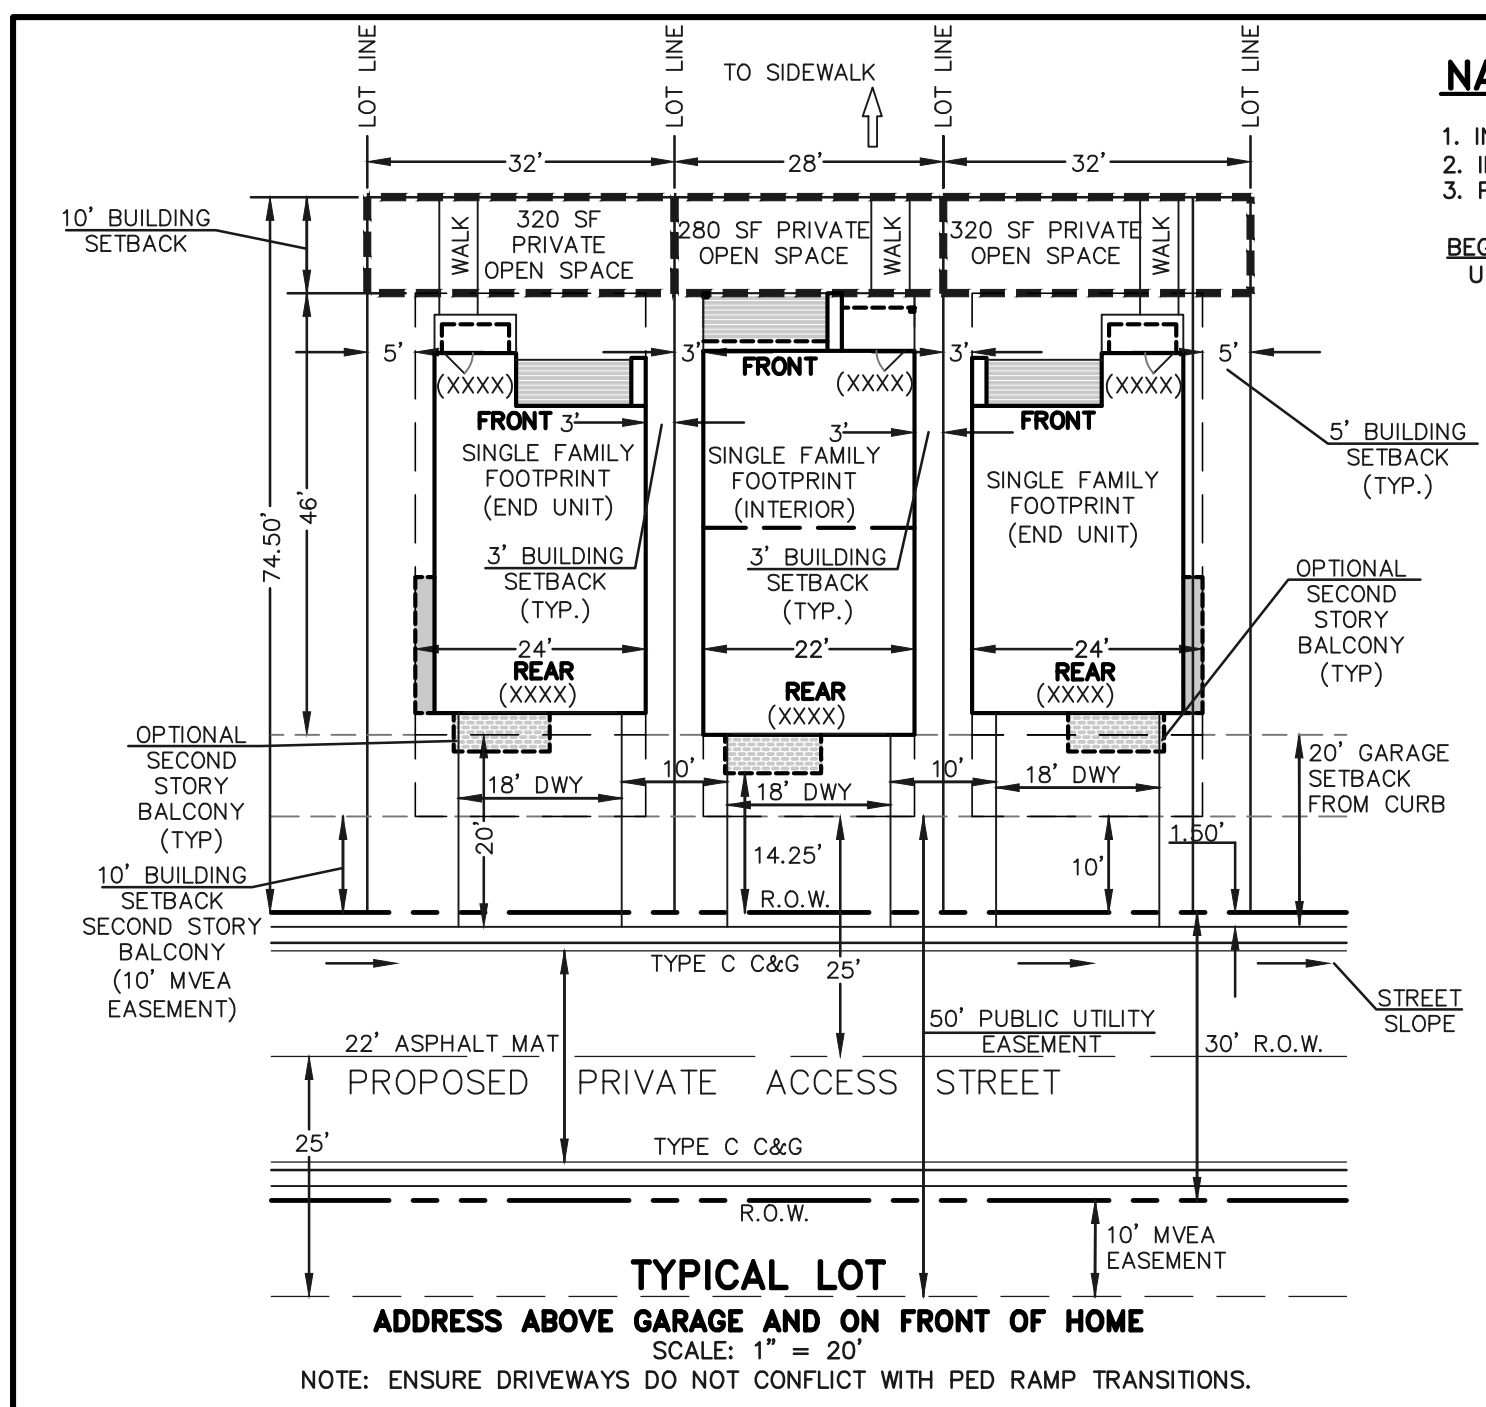 LOT LINE
LOT LINE
LOT LINE
LOT LINE
TO SIDEWALK
32'
28'
32'
10' BUILDING
SETBACK
WALK
320 SF
PRIVATE
OPEN SPACE
280 SF PRIVATE
OPEN SPACE
WALK
320 SF PRIVATE
OPEN SPACE
WALK
5'
3'
3'
5'
(XXXX)
FRONT
3'
FRONT
(XXXX)
3'
(XXXX)
FRONT
5' BUILDING
SETBACK
(TYP.)
SINGLE FAMILY
FOOTPRINT
(END UNIT)
SINGLE FAMILY
FOOTPRINT
(INTERIOR)
SINGLE FAMILY
FOOTPRINT
(END UNIT)
74.50'
46'
3' BUILDING
SETBACK
(TYP.)
3' BUILDING
SETBACK
(TYP.)
OPTIONAL
SECOND
STORY
BALCONY
(TYP)
24'
REAR
(XXXX)
22'
REAR
(XXXX)
24'
REAR
(XXXX)
OPTIONAL
SECOND
STORY
BALCONY
(TYP)
20' GARAGE
SETBACK
FROM CURB
18' DWY
10'
18' DWY
10'
18' DWY
20'
14.25'
1.50'
10'
10' BUILDING
SETBACK
SECOND STORY
BALCONY
(10' MVEA
EASEMENT)
R.O.W.
TYPE C C&G
25'
STREET
SLOPE
50' PUBLIC UTILITY
EASEMENT
22' ASPHALT MAT
30' R.O.W.
PROPOSED PRIVATE ACCESS STREET
25'
TYPE C C&G
R.O.W.
10' MVEA
EASEMENT
TYPICAL LOT
ADDRESS ABOVE GARAGE AND ON FRONT OF HOME
SCALE: 1" = 20'
NOTE: ENSURE DRIVEWAYS DO NOT CONFLICT WITH PED RAMP TRANSITIONS.
1.
2.
3.